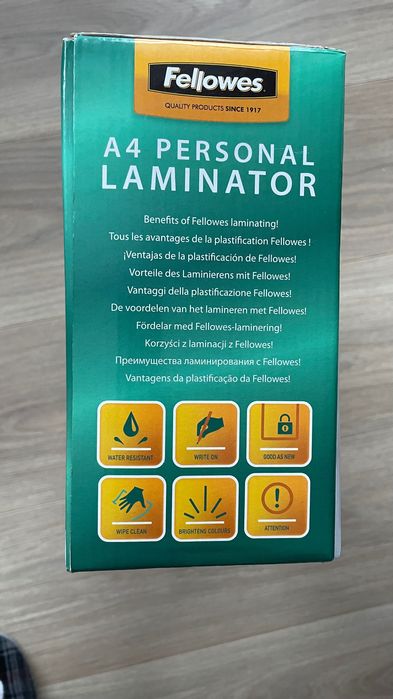 Fellowes
QUALITY PRODUCTS SINCE 1917
A4 PERSONAL
LAMINATOR
Benefits of Fellowes laminating!
Tous les avantages de la plastification Fellowes !
¡Ventajas de la plastificación de Fellowes!
Vorteile des Laminierens mit Fellowes!
Vantaggi della plastificazione Fellowes!
De voordelen van het lamineren met Fellowes!
Fördelar med Fellowes-laminering!
Korzyści z laminacji z Fellowes!
Преимущества ламинирования с Fellowes!
Vantagens da plastificação da Fellowes!
WATER RESISTANT
WRITE ON
GOOD AS NEW
WIPE CLEAN
BRIGHTENS COLOURS
ATTENTION